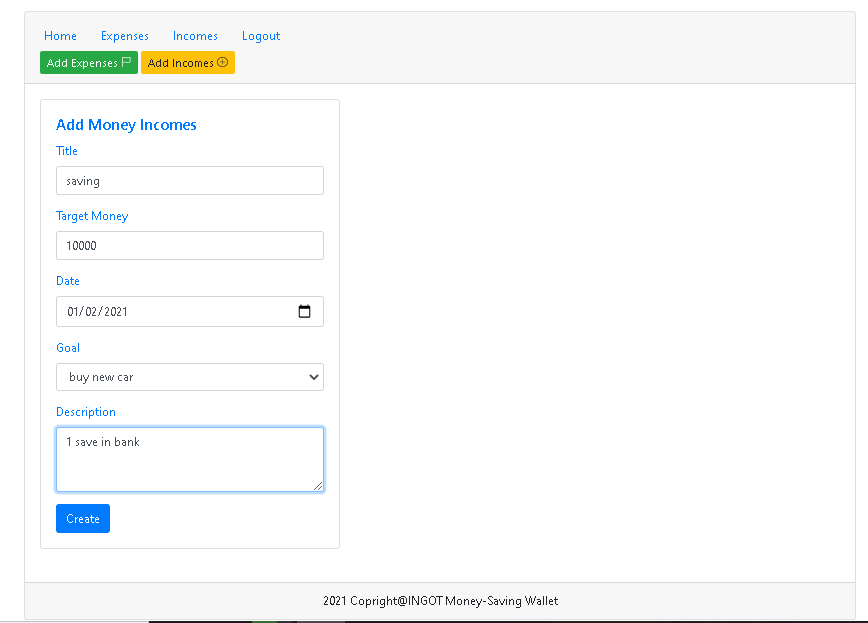 Home Expenses Incomes Logout
Add Expenses Add Incomes
Add Money Incomes
Title
saving
Target Money
10000
Date
01/02/2021
Goal
buy new car
Description
1 save in bank
Create
2021 Copright@INGOT Money-Saving Wallet